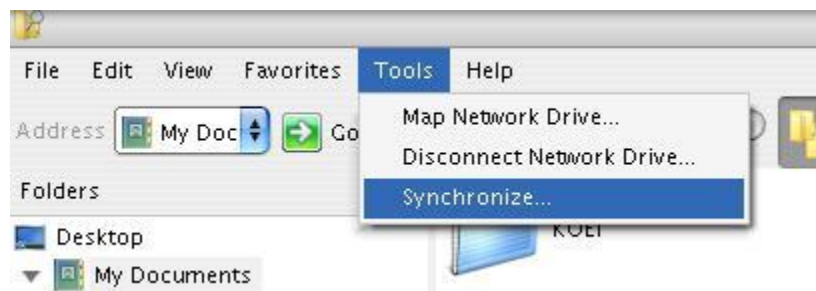 File Edit View Favorites Tools Help
Address My Doc Go
Map Network Drive...
Disconnect Network Drive...
Synchronize...
Folders
Desktop
My Documents
KOEI